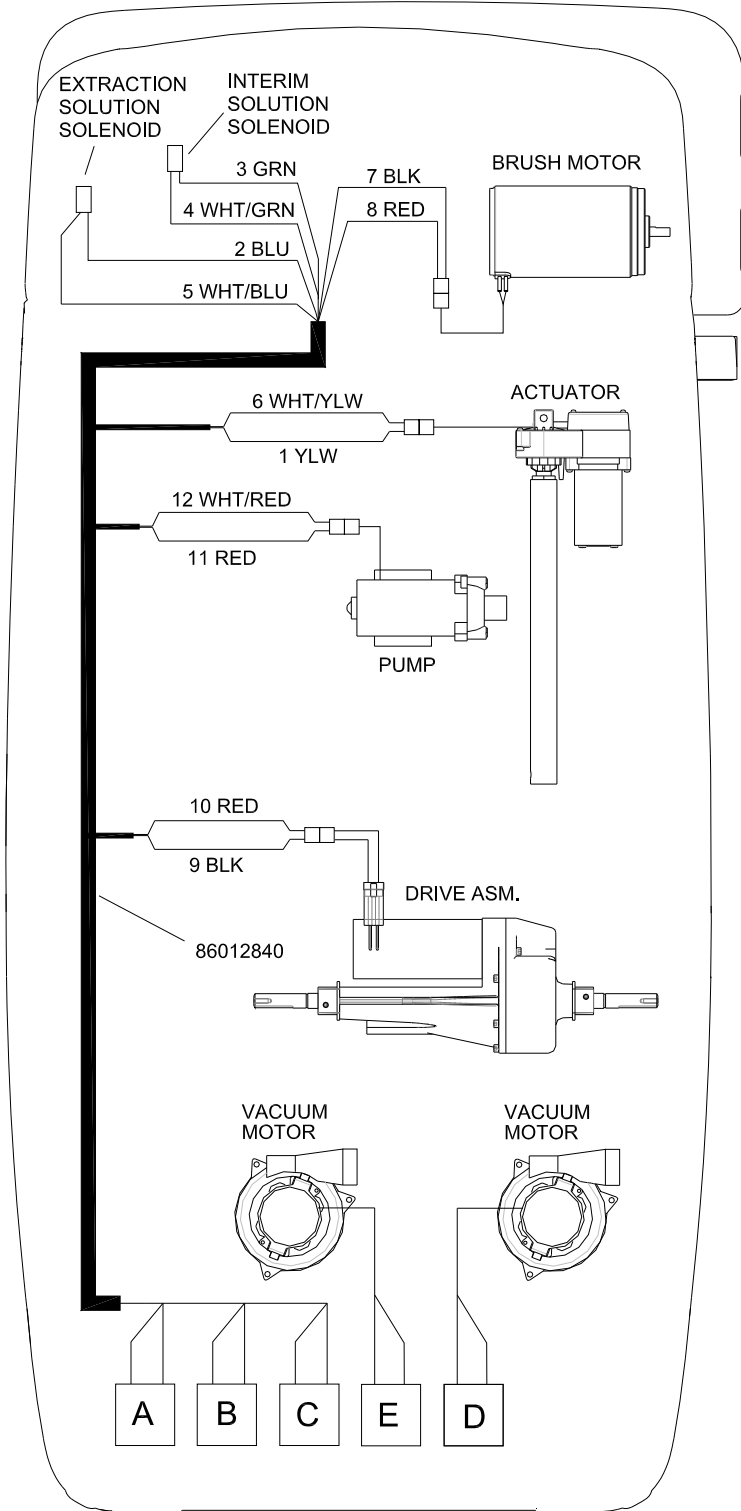 EXTRACTION
SOLUTION
SOLENOID
INTERIM
SOLUTION
SOLENOID
3 GRN
4 WHT/GRN
2 BLU
5 WHT/BLU
7 BLK
8 RED
BRUSH MOTOR
6 WHT/YLW
1 YLW
ACTUATOR
12 WHT/RED
11 RED
PUMP
10 RED
9 BLK
DRIVE ASM.
86012840
VACUUM
MOTOR
VACUUM
MOTOR
A
B
C
E
D